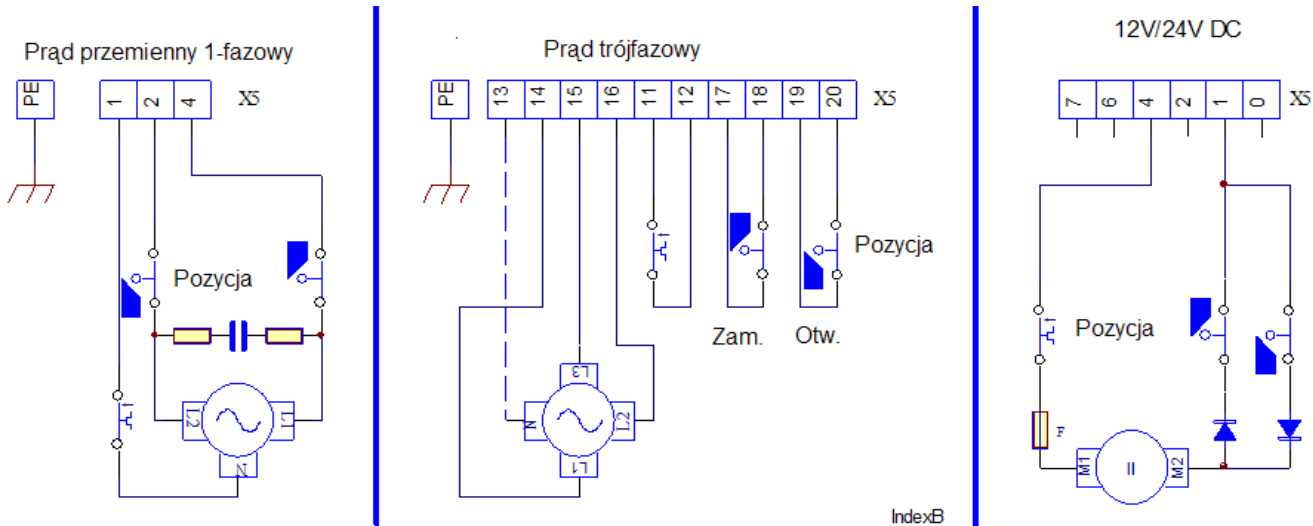 Prąd przemienny 1-fazowy
PE
1 2 4 X5
Pozycja
L2 L1
N
Prąd trójfazowy
PE
13 14 15 16 11 12 17 18 19 20 X5
Pozycja
Zam. Otw.
L3
N L2
L1
IndexB
12V/24V DC
7 6 4 2 1 0 X5
Pozycja
F
M1 II M2